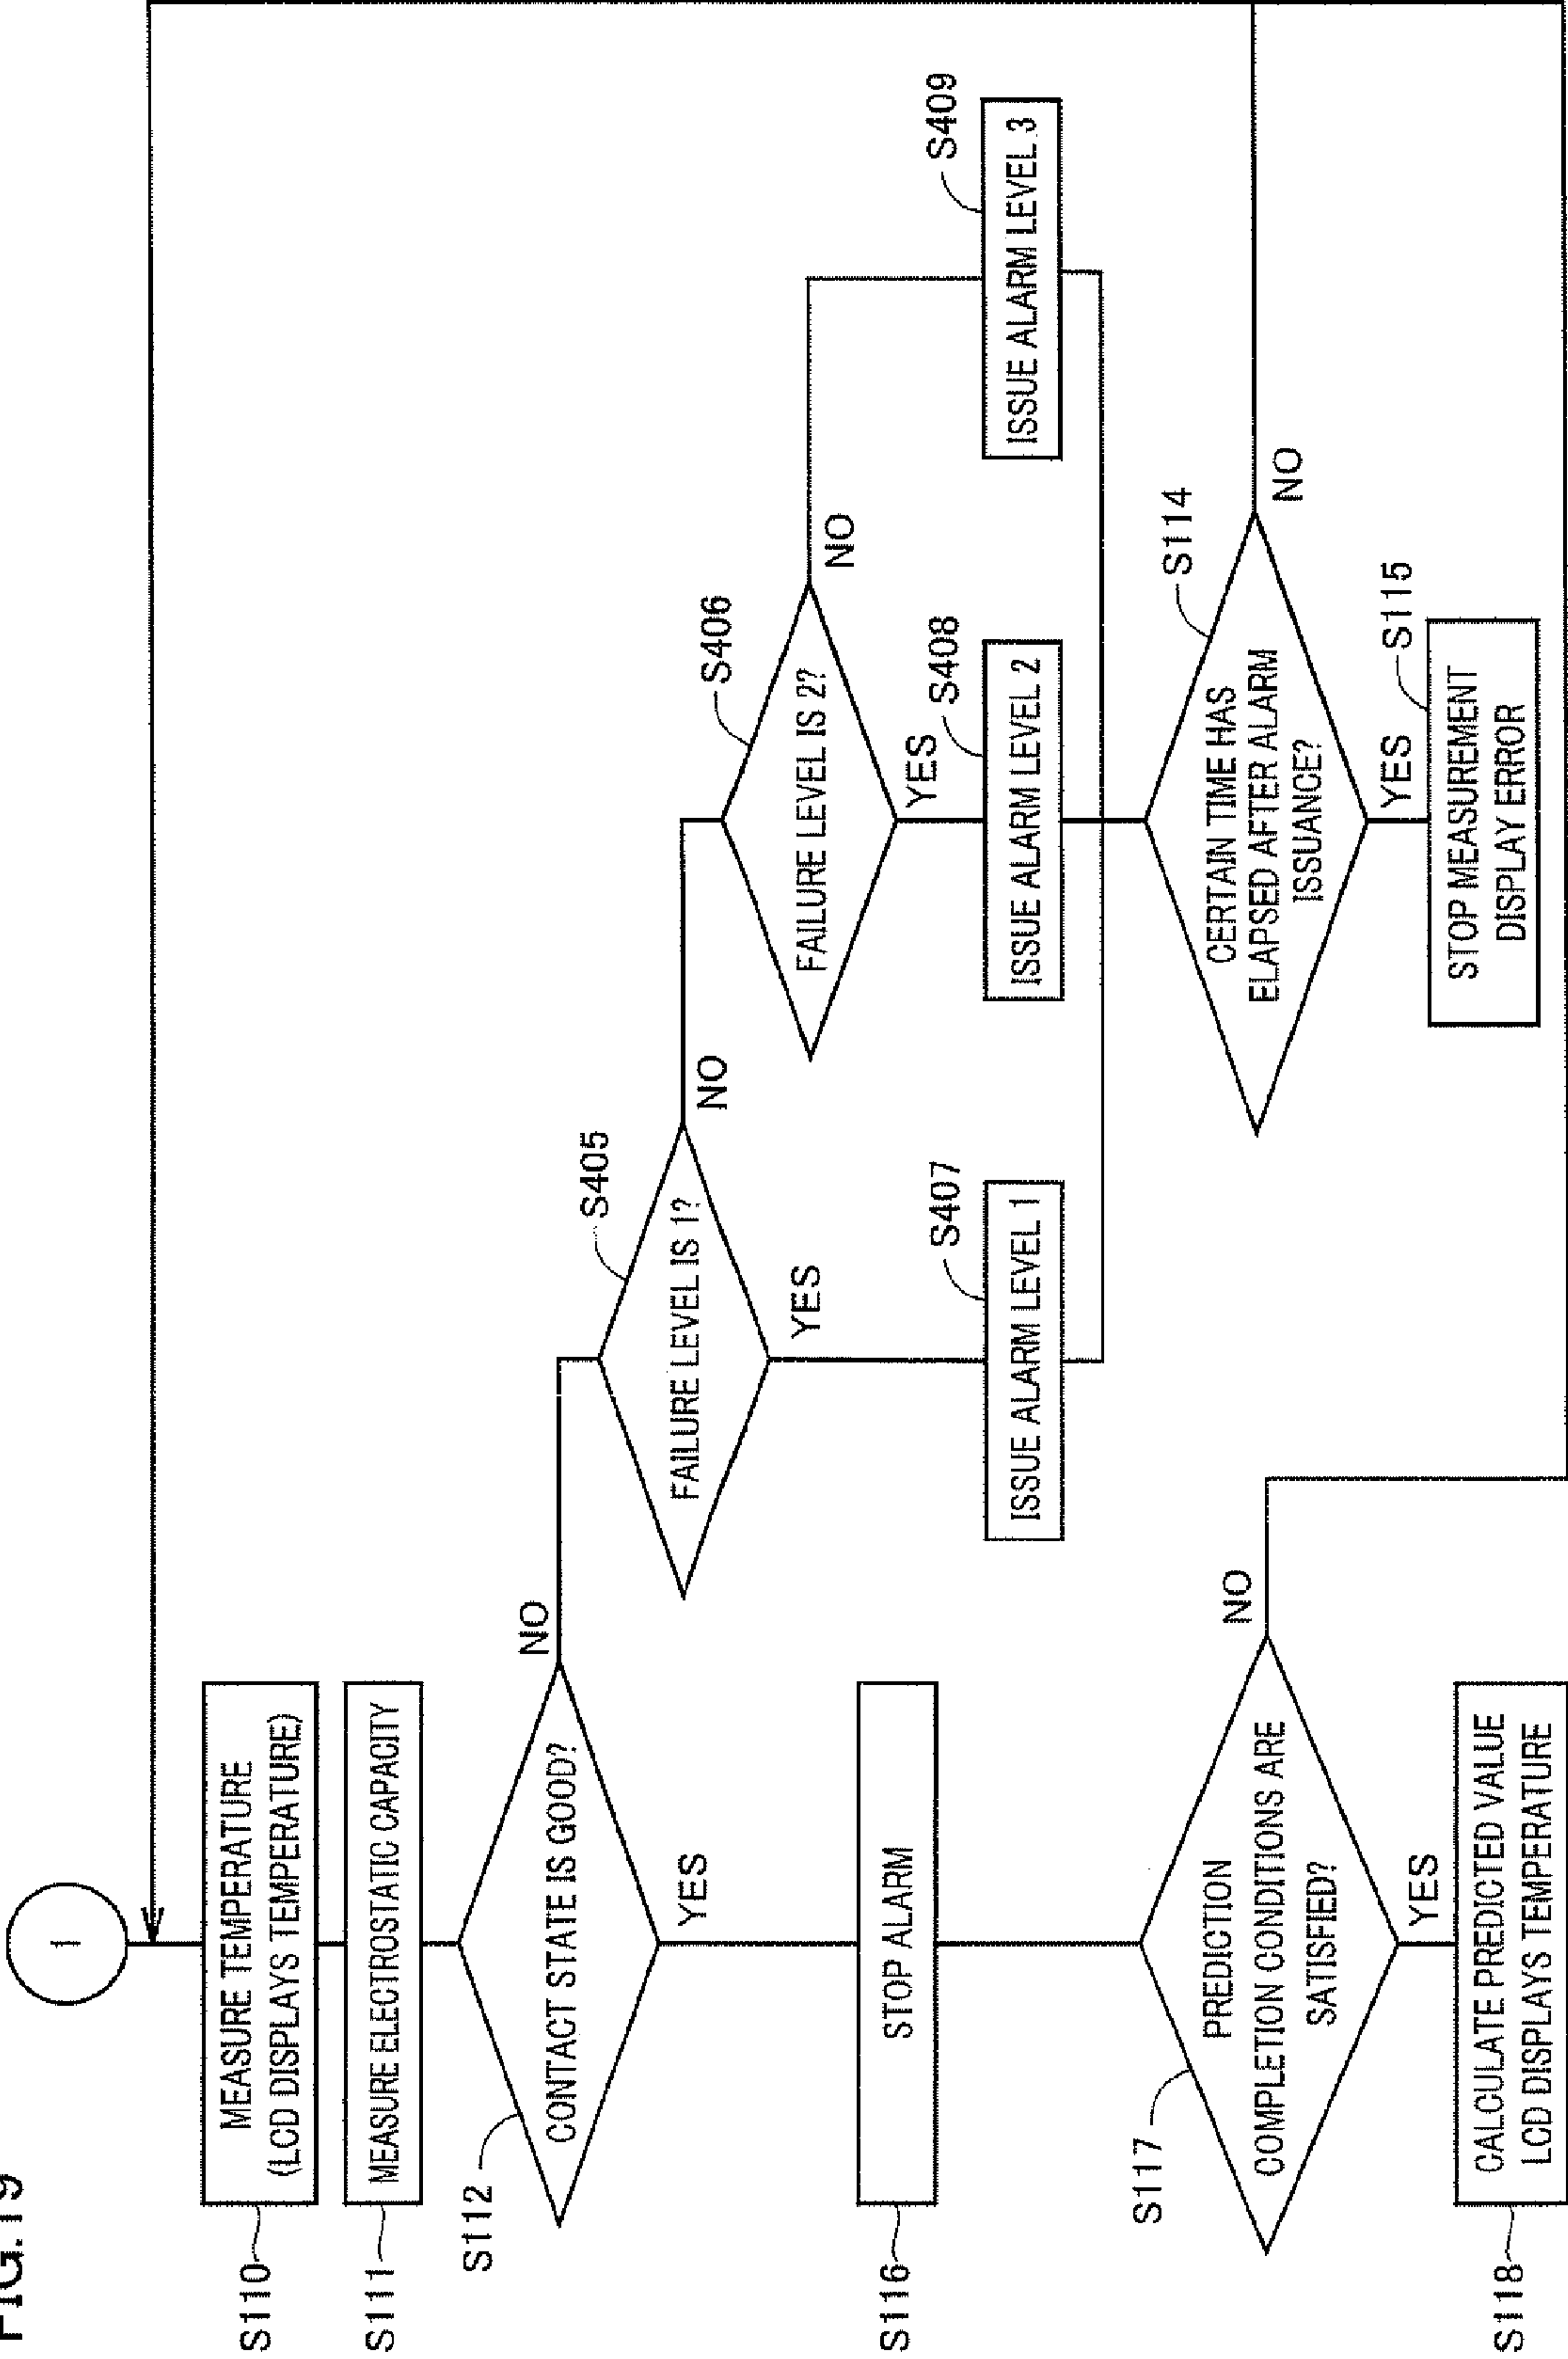 FIG.19
1
S110
MEASURE TEMPERATURE
(LCD DISPLAYS TEMPERATURE)
S111
MEASURE ELECTROSTATIC CAPACITY
S112
CONTACT STATE IS GOOD?
NO
YES
S405
FAILURE LEVEL IS 1?
NO
YES
S406
FAILURE LEVEL IS 2?
NO
YES
S116
STOP ALARM
S407
ISSUE ALARM LEVEL 1
S408
ISSUE ALARM LEVEL 2
S409
ISSUE ALARM LEVEL 3
S117
PREDICTION
COMPLETION CONDITIONS ARE
SATISFIED?
NO
YES
S114
CERTAIN TIME HAS
ELAPSED AFTER ALARM
ISSUANCE?
NO
YES
S118
CALCULATE PREDICTED VALUE
LCD DISPLAYS TEMPERATURE
S115
STOP MEASUREMENT
DISPLAY ERROR